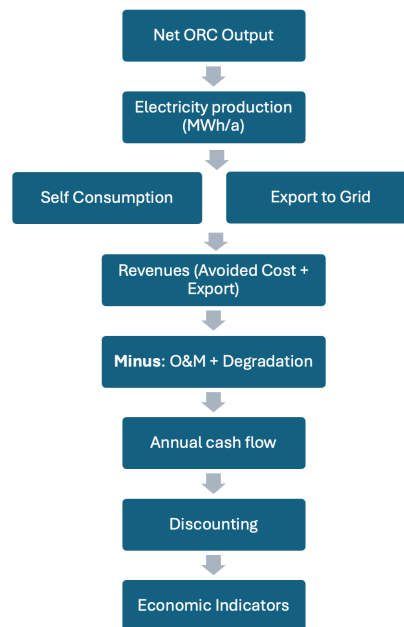 Net ORC Output
Electricity production
(MWh/a)
Self Consumption
Export to Grid
Revenues (Avoided Cost +
Export)
Minus: O&M + Degradation
Annual cash flow
Discounting
Economic Indicators